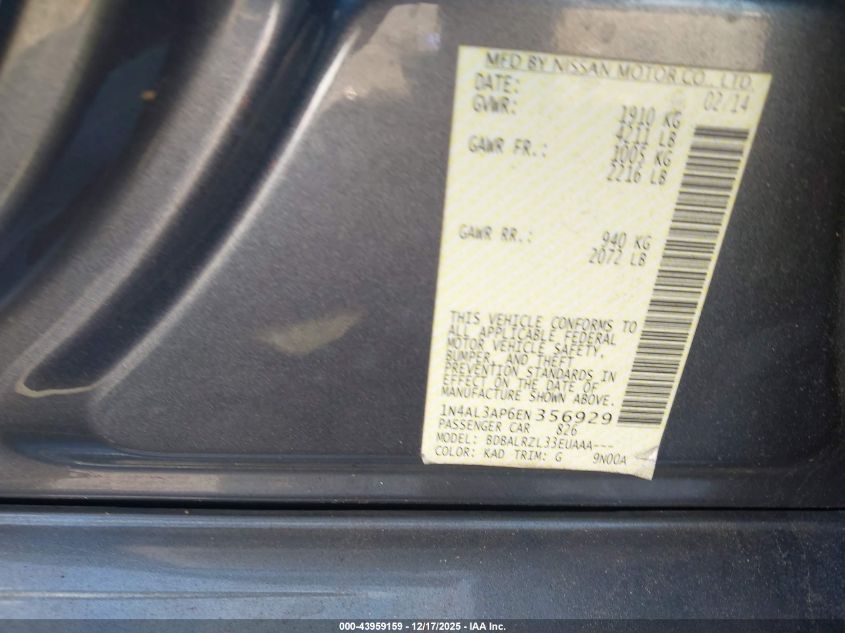 MFD BY NISSAN MOTOR CO., LTD.
DATE: 02/14
GVWR: 1910 KG
4211 LB
GAWR FR.: 1005 KG
2216 LB
GAWR RR.: 940 KG
2072 LB
THIS VEHICLE CONFORMS TO
ALL APPLICABLE FEDERAL
MOTOR VEHICLE SAFETY,
BUMPER, AND THEFT
PREVENTION STANDARDS IN
EFFECT ON THE DATE OF
MANUFACTURE SHOWN ABOVE.
1N4AL3AP6EN 356929
PASSENGER CAR 826
MODEL: BDBALRZL33EUAAA---
COLOR: KAD TRIM: G 9N00A
000-43959159 | 12/17/2025 - IAA Inc.